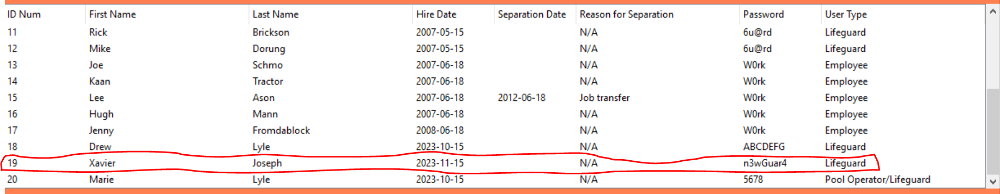 ID Num First Name Last Name Hire Date Separation Date Reason for Separation Password User Type
11 Rick Brickson 2007-05-15 N/A 6u@rd Lifeguard
12 Mike Dorung 2007-05-15 N/A 6u@rd Lifeguard
13 Joe Schmo 2007-06-18 N/A W0rk Employee
14 Kaan Tractor 2007-06-18 N/A W0rk Employee
15 Lee Ason 2007-06-18 2012-06-18 Job transfer W0rk Employee
16 Hugh Mann 2007-06-18 N/A W0rk Employee
17 Jenny Fromdablock 2008-06-18 N/A W0rk Employee
18 Drew Lyle 2023-10-15 N/A ABCDEFG Lifeguard
19 Xavier Joseph 2023-11-15 N/A n3wGuar4 Lifeguard
20 Marie Lyle 2023-10-15 N/A 5678 Pool Operator/Lifeguard